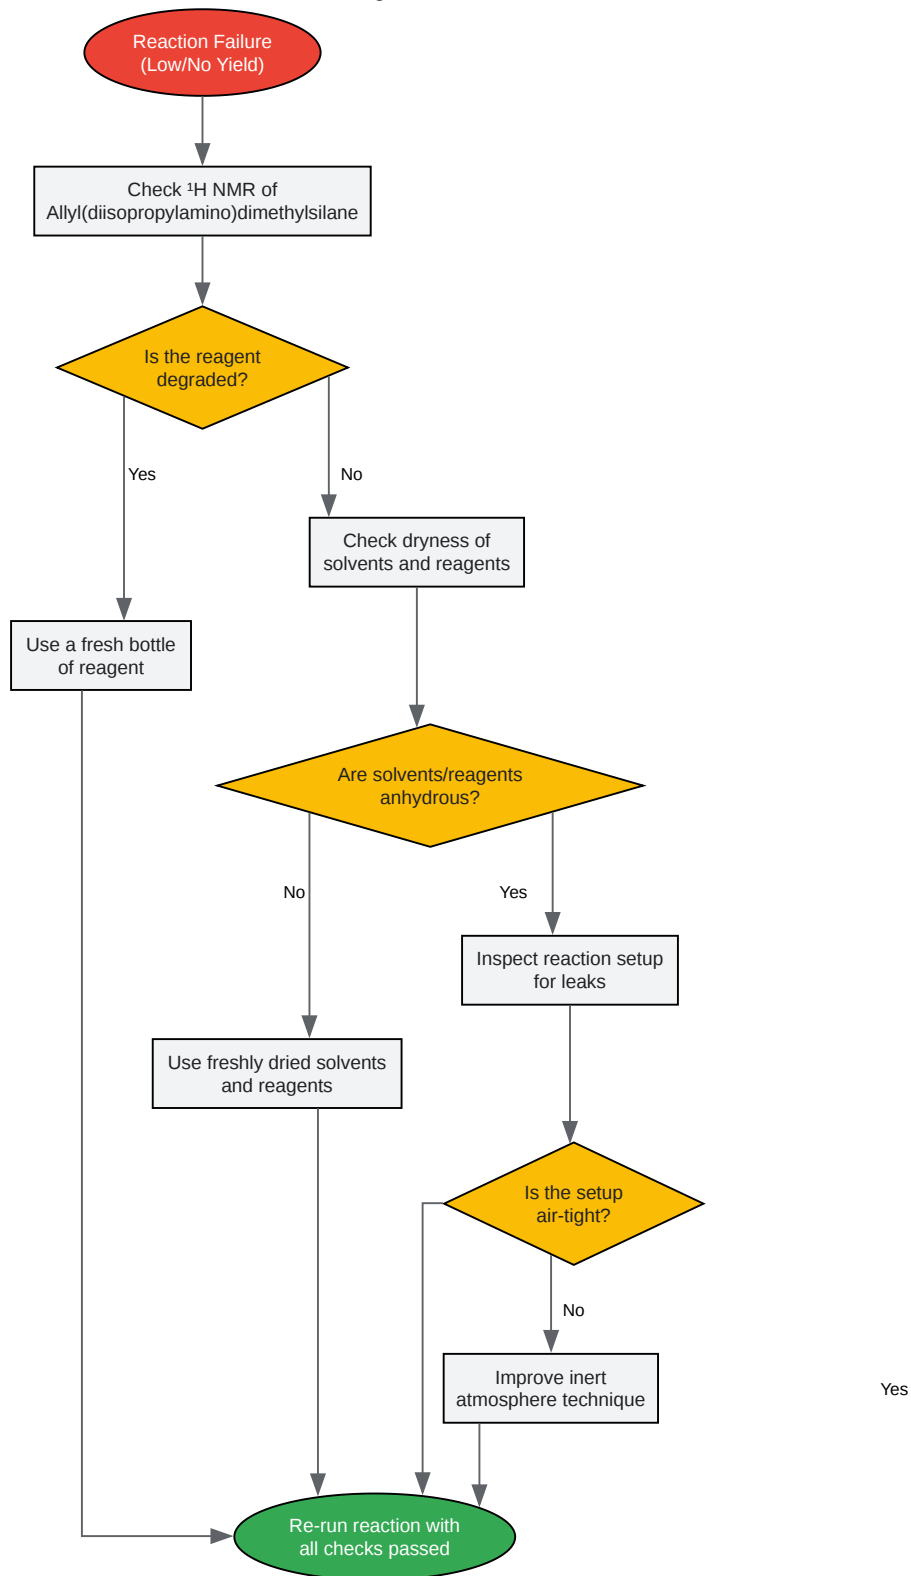 Reaction Failure
(Low/No Yield)
Check ¹H NMR of
Allyl(diisopropylamino)dimethylsilane
Is the reagent
degraded?
Yes
No
Check dryness of
solvents and reagents
Use a fresh bottle
of reagent
Are solvents/reagents
anhydrous?
No
Yes
Inspect reaction setup
for leaks
Use freshly dried solvents
and reagents
Is the setup
air-tight?
No
Improve inert
atmosphere technique
Yes
Re-run reaction with
all checks passed